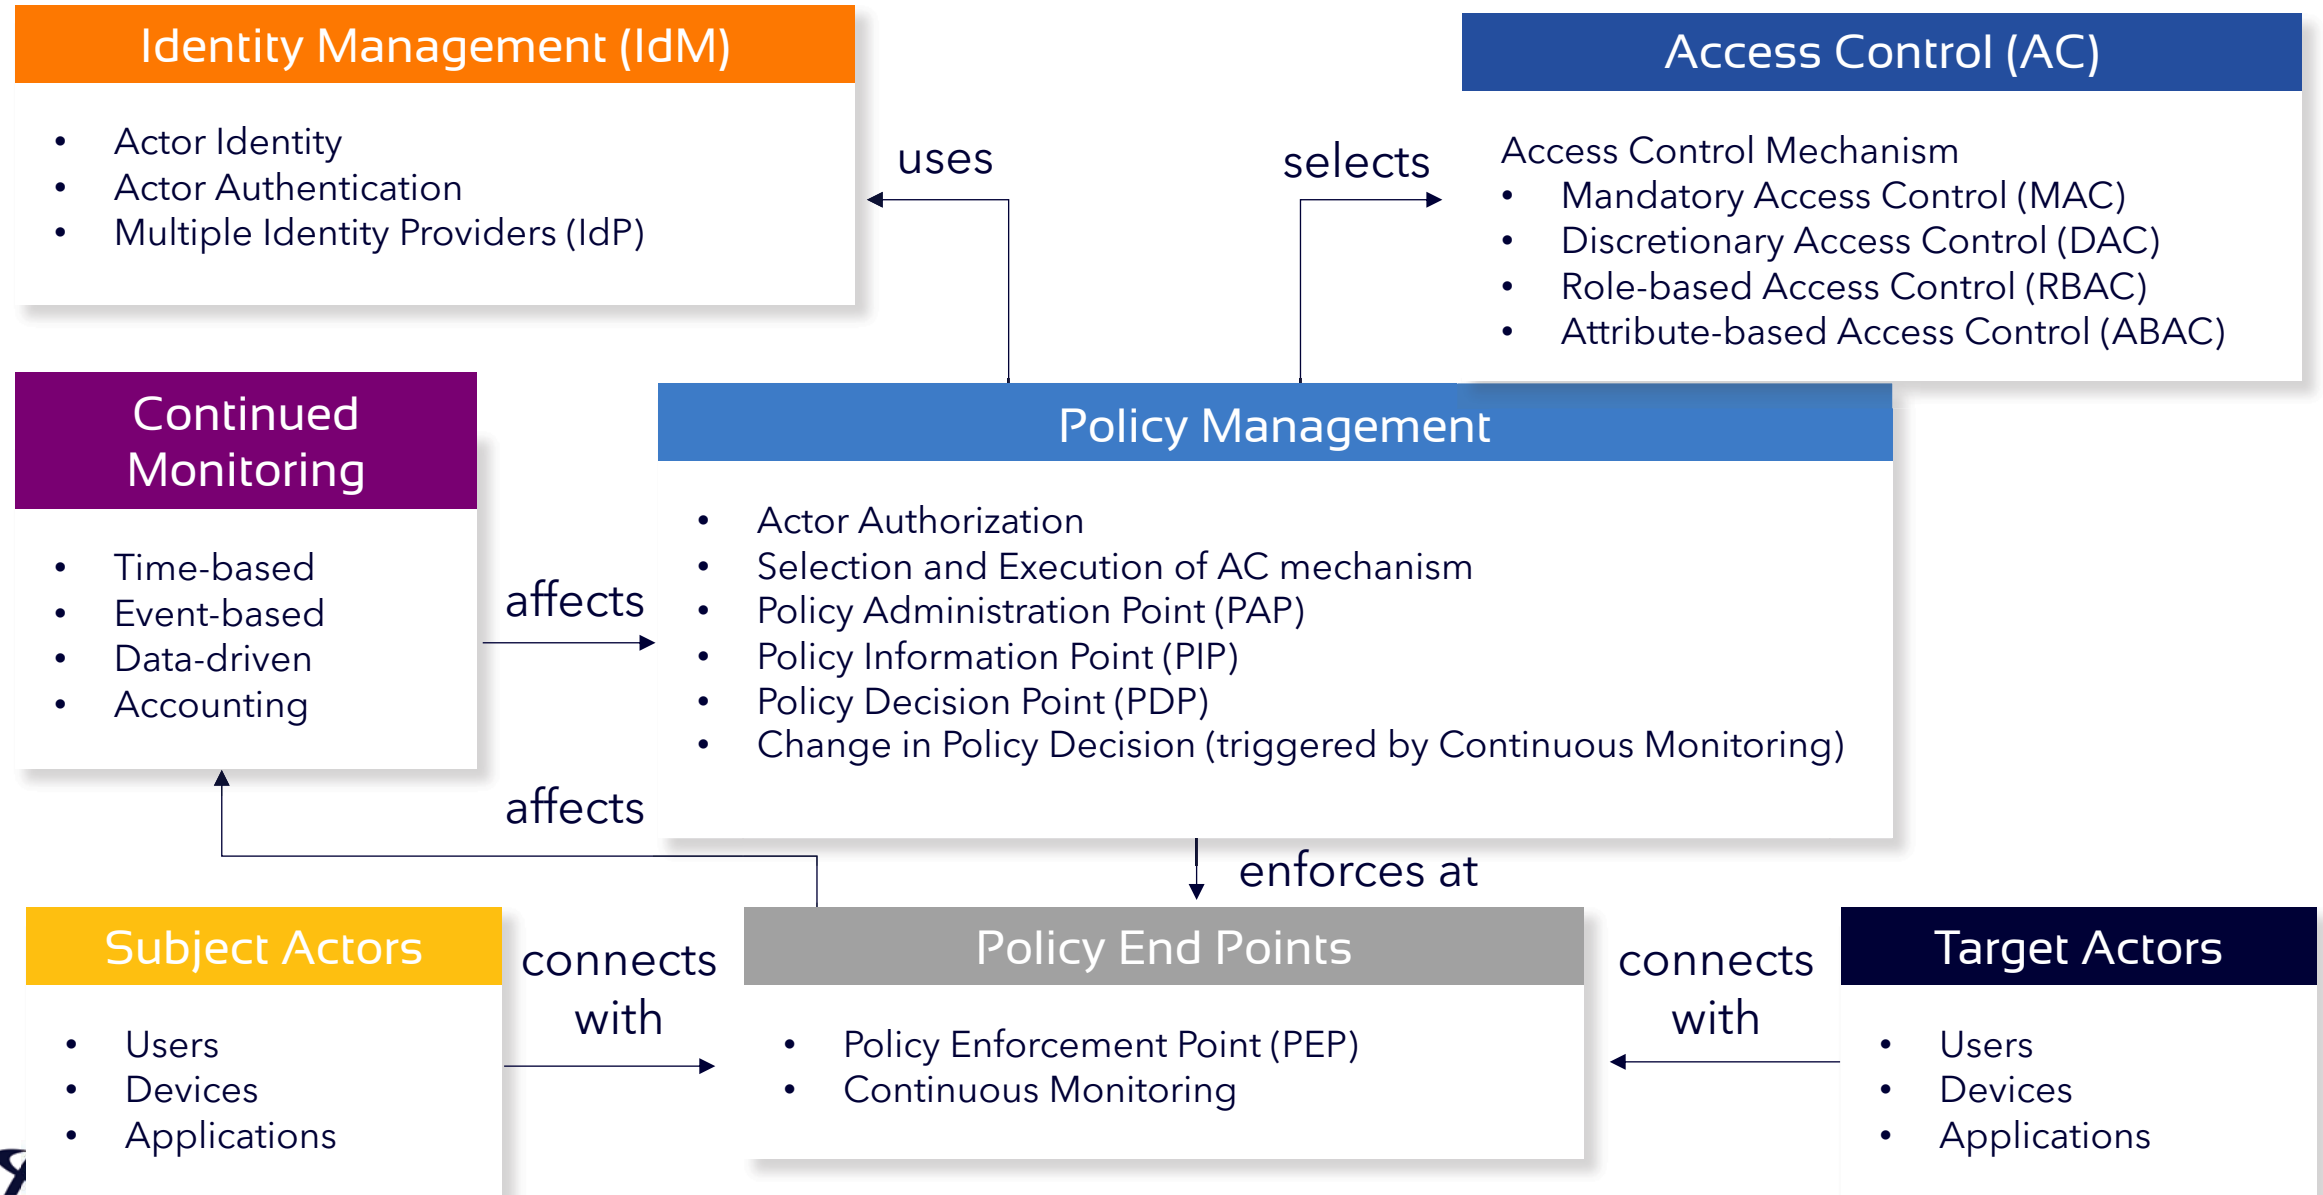 Identity Management (IdM)
• Actor Identity
• Actor Authentication
• Multiple Identity Providers (IdP)
uses
selects
Access Control (AC)
Access Control Mechanism
• Mandatory Access Control (MAC)
• Discretionary Access Control (DAC)
• Role-based Access Control (RBAC)
• Attribute-based Access Control (ABAC)
Continued
Monitoring
• Time-based
• Event-based
• Data-driven
• Accounting
affects
Policy Management
• Actor Authorization
• Selection and Execution of AC mechanism
• Policy Administration Point (PAP)
• Policy Information Point (PIP)
• Policy Decision Point (PDP)
• Change in Policy Decision (triggered by Continuous Monitoring)
affects
enforces at
Subject Actors
• Users
• Devices
• Applications
connects
with
Policy End Points
• Policy Enforcement Point (PEP)
• Continuous Monitoring
connects
with
Target Actors
• Users
• Devices
• Applications